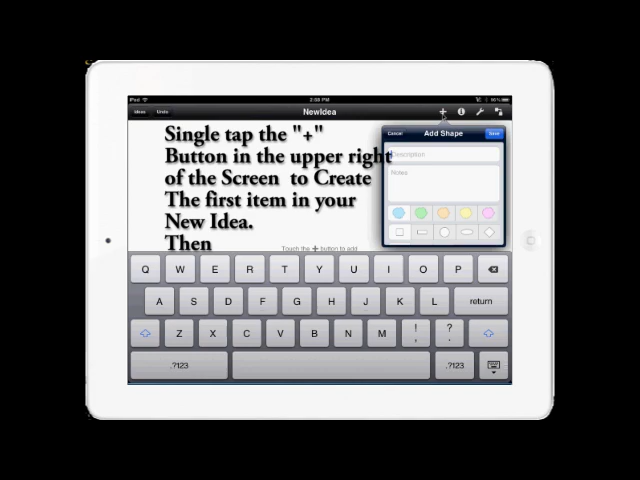 iPad
2:08 PM
90%
Ideas
Undo
NewIdea
Cancel
Add Shape
Save
Description
Notes
Single tap the "+"
Button in the upper right
of the Screen to Create
The first item in your
New Idea.
Then
Touch the + button to add
Q W E R T Y U I O P
A S D F G H J K L return
Z X C V B N M ! , ? .
.?123 .?123